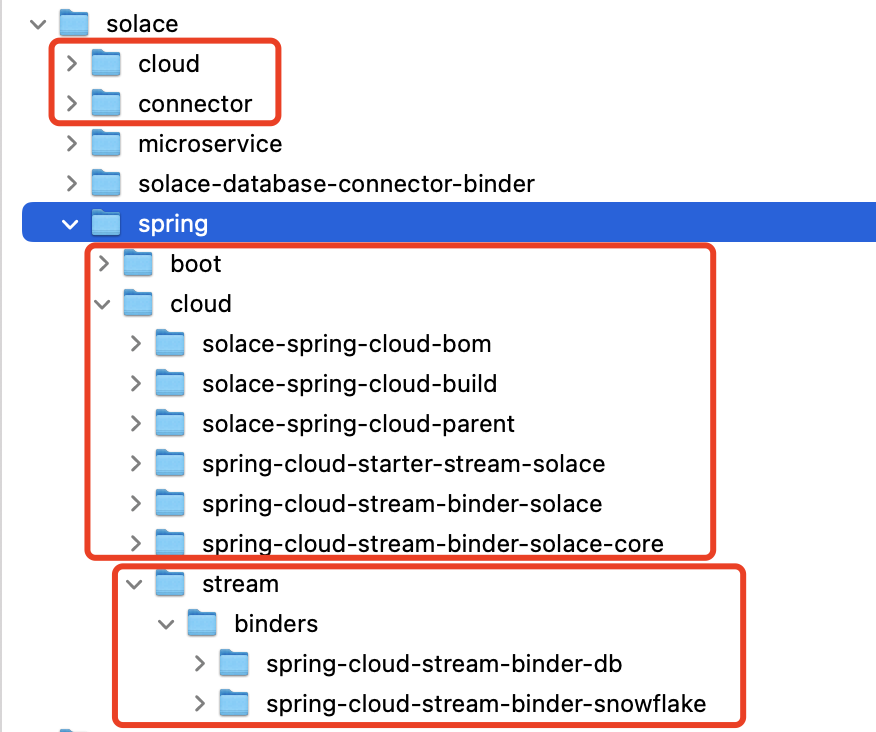 solace
cloud
connector
microservice
solace-database-connector-binder
spring
boot
cloud
solace-spring-cloud-bom
solace-spring-cloud-build
solace-spring-cloud-parent
spring-cloud-starter-stream-solace
spring-cloud-stream-binder-solace
spring-cloud-stream-binder-solace-core
stream
binders
spring-cloud-stream-binder-db
spring-cloud-stream-binder-snowflake